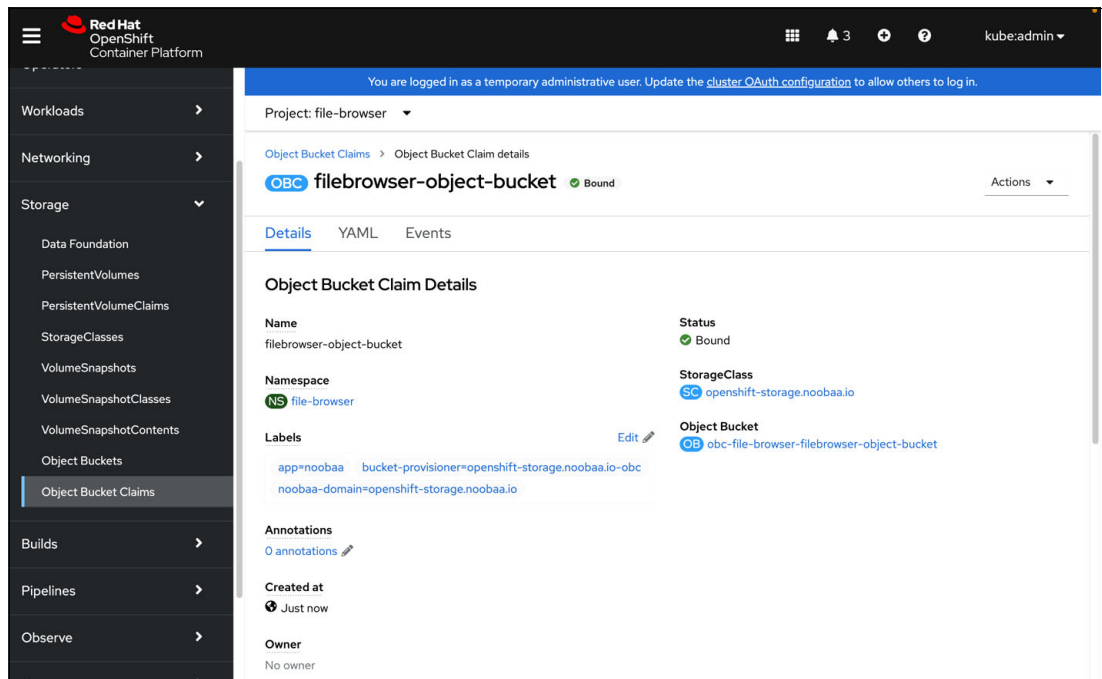 Red Hat
OpenShift
Container Platform
3
kube:admin
You are logged in as a temporary administrative user. Update the cluster OAuth configuration to allow others to log in.
Operators
Workloads
Networking
Storage
Data Foundation
PersistentVolumes
PersistentVolumeClaims
StorageClasses
VolumeSnapshots
VolumeSnapshotClasses
VolumeSnapshotContents
Object Buckets
Object Bucket Claims
Builds
Pipelines
Observe
Project: file-browser
Object Bucket Claims > Object Bucket Claim details
OBC filebrowser-object-bucket Bound
Actions
Details YAML Events
Object Bucket Claim Details
Name
filebrowser-object-bucket
Namespace
NS file-browser
Labels Edit
app=noobaa bucket-provisioner=openshift-storage.noobaa.io-obc
noobaa-domain=openshift-storage.noobaa.io
Annotations
0 annotations
Created at
Just now
Owner
No owner
Status
Bound
StorageClass
SC openshift-storage.noobaa.io
Object Bucket
OB obc-file-browser-filebrowser-object-bucket